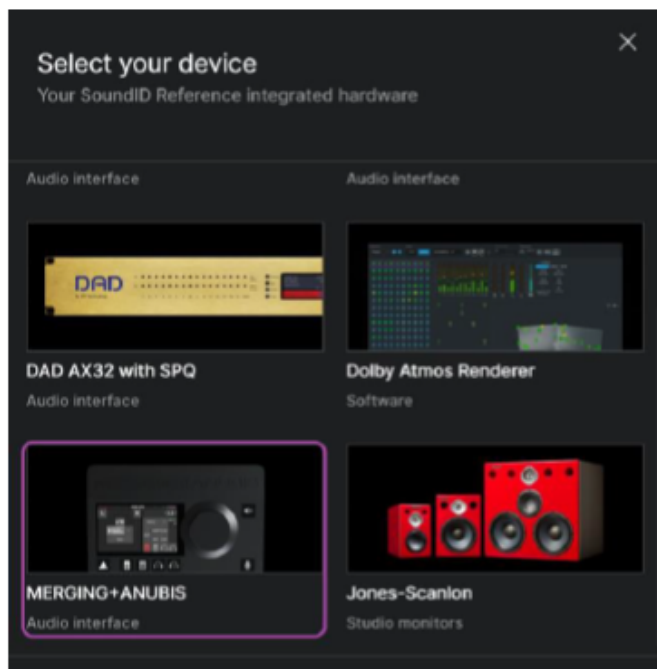 Select your device
Your SoundID Reference integrated hardware
Audio interface
Audio interface
DAD
DAD AX32 with SPQ
Audio interface
Dolby Atmos Renderer
Software
MERGING+ANUBIS
Audio interface
Jones-Scanlon
Studio monitors